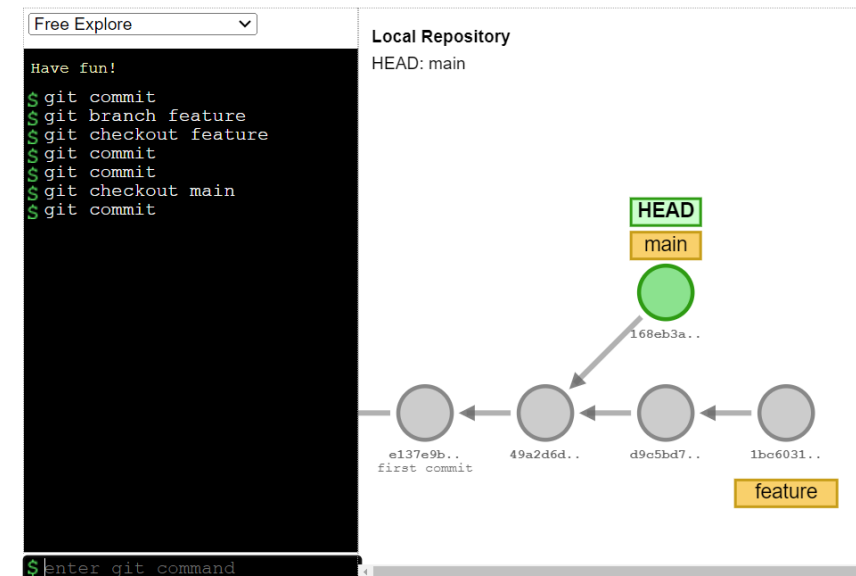 Free Explore
Have fun!
$ git commit
$ git branch feature
$ git checkout feature
$ git commit
$ git commit
$ git checkout main
$ git commit
$ enter git command
Local Repository
HEAD: main
HEAD
main
168eb3a..
e137e9b..
first commit
49a2d6d..
d9c5bd7..
1bc6031..
feature